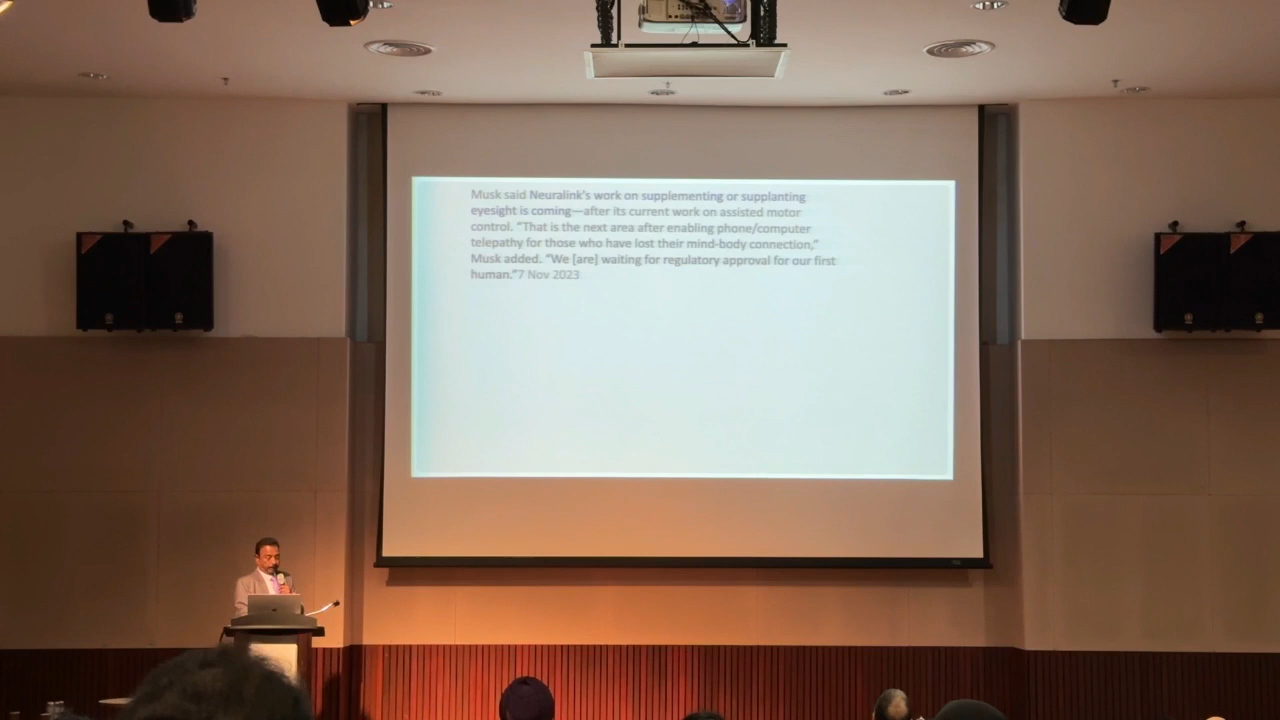 Musk said Neuralink's work on supplementing or supplanting
eyesight is coming—after its current work on assisted motor
control. "That is the next area after enabling phone/computer
telepathy for those who have lost their mind-body connection,"
Musk added. "We [are] waiting for regulatory approval for our first
human."7 Nov 2023